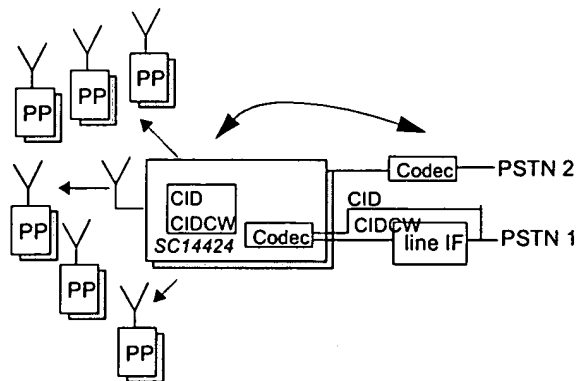 PP
PP
PP
Codec
PSTN 2
CID
CID
CIDCW
CIDCW
SC14424
Codec
line IF
PSTN 1
PP
PP
PP